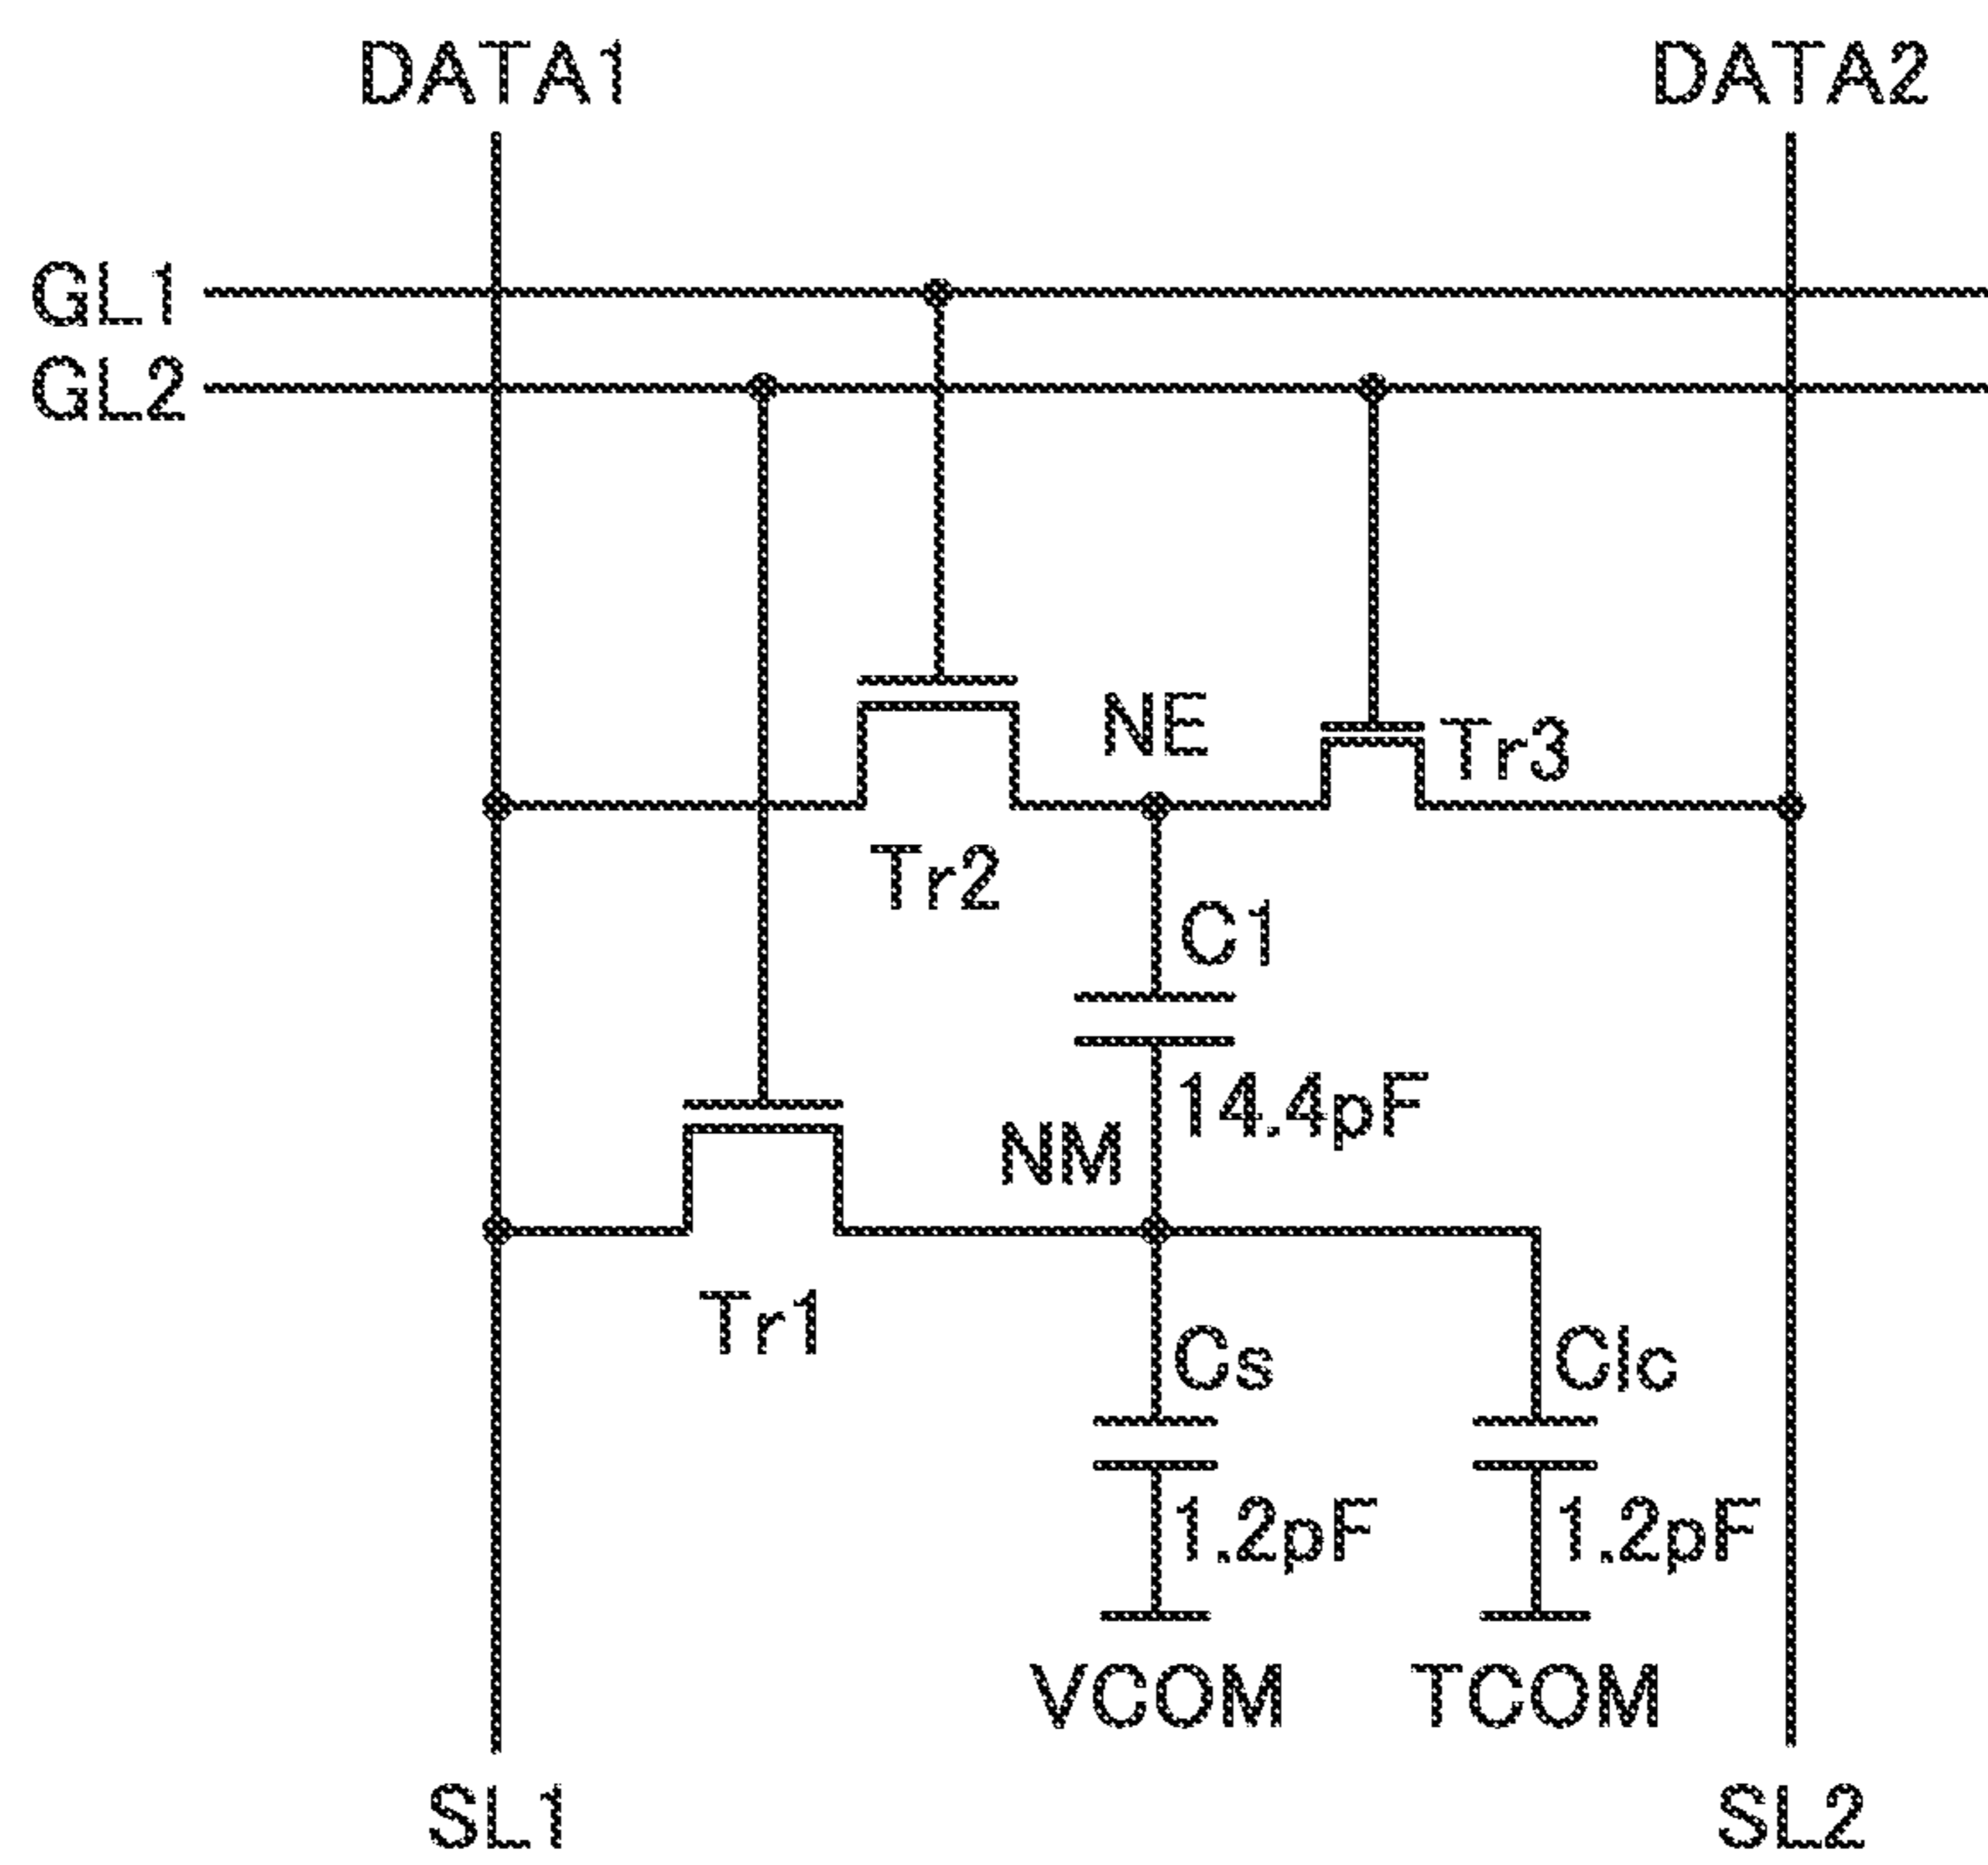 DATA1
DATA2
GL1
GL2
NE
Tr3
Tr2
C1
14.4pF
NM
Tr1
Cs
Clc
1.2pF
1.2pF
VCOM
TCOM
SL1
SL2